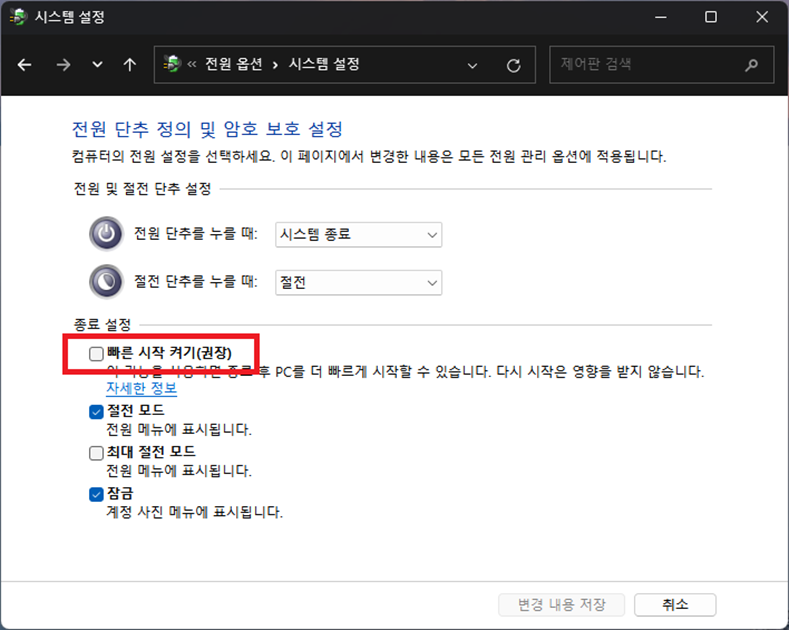 시스템 설정
« 전원 옵션 › 시스템 설정
제어판 검색
전원 단추 정의 및 암호 보호 설정
컴퓨터의 전원 설정을 선택하세요. 이 페이지에서 변경한 내용은 모든 전원 관리 옵션에 적용됩니다.
전원 및 절전 단추 설정
전원 단추를 누를 때: 시스템 종료
절전 단추를 누를 때: 절전
종료 설정
빠른 시작 켜기(권장)
이 기능을 사용하면 종료 후 PC를 더 빠르게 시작할 수 있습니다. 다시 시작은 영향을 받지 않습니다.
자세한 정보
절전 모드
전원 메뉴에 표시됩니다.
최대 절전 모드
전원 메뉴에 표시됩니다.
잠금
계정 사진 메뉴에 표시됩니다.
변경 내용 저장
취소